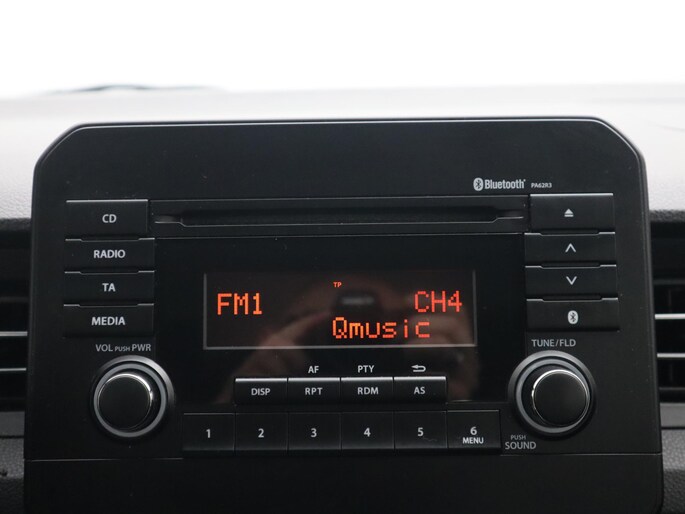 Bluetooth® PA62R3
CD
RADIO
TA
MEDIA
VOL PUSH PWR
TP
FM1 CH4
Qmusic
TUNE/FLD
AF PTY
DISP RPT RDM AS
1 2 3 4 5 6
MENU
PUSH
SOUND